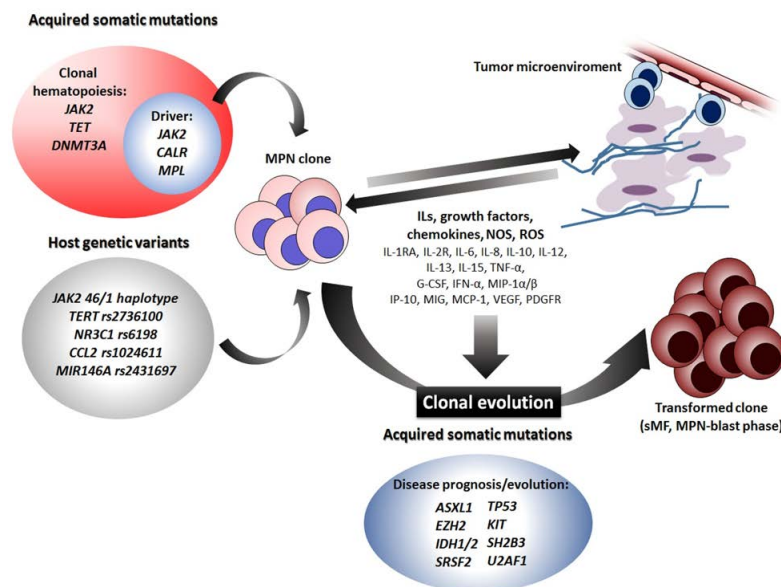 Acquired somatic mutations
Clonal
hematopoiesis:
JAK2
TET
DNMT3A
Driver:
JAK2
CALR
MPL
MPN clone
Tumor microenviroment
Host genetic variants
JAK2 46/1 haplotype
TERT rs2736100
NR3C1 rs6198
CCL2 rs1024611
MIR146A rs2431697
ILs, growth factors,
chemokines, NOS, ROS
IL-1RA, IL-2R, IL-6, IL-8, IL-10, IL-12,
IL-13, IL-15, TNF-α,
G-CSF, IFN-α, MIP-1α/β
IP-10, MIG, MCP-1, VEGF, PDGFR
Clonal evolution
Transformed clone
(sMF, MPN-blast phase)
Acquired somatic mutations
Disease prognosis/evolution:
ASXL1 TP53
EZH2 KIT
IDH1/2 SH2B3
SRSF2 U2AF1